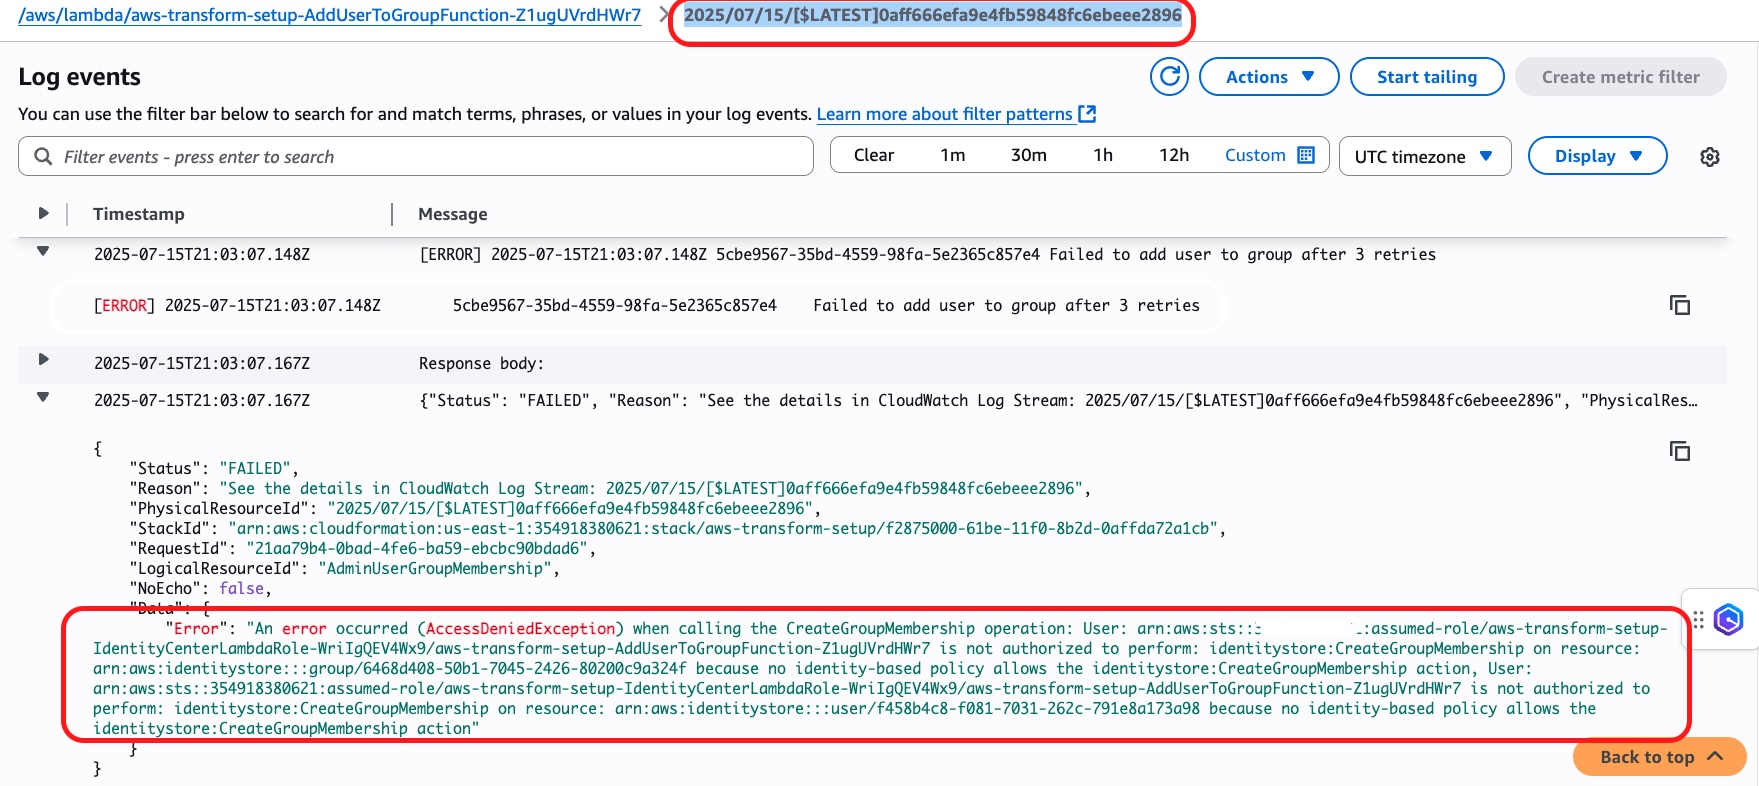 /aws/lambda/aws-transform-setup-AddUserToGroupFunction-Z1ugUVrdHWr7 > 2025/07/15/[$LATEST]0aff666efa9e4fb59848fc6ebeee2896
Log events
Actions
Start tailing
Create metric filter
You can use the filter bar below to search for and match terms, phrases, or values in your log events. Learn more about filter patterns
Filter events - press enter to search
Clear 1m 30m 1h 12h Custom
UTC timezone
Display
Timestamp Message
2025-07-15T21:03:07.148Z [ERROR] 2025-07-15T21:03:07.148Z 5cbe9567-35bd-4559-98fa-5e2365c857e4 Failed to add user to group after 3 retries
[ERROR] 2025-07-15T21:03:07.148Z 5cbe9567-35bd-4559-98fa-5e2365c857e4 Failed to add user to group after 3 retries
2025-07-15T21:03:07.167Z Response body:
2025-07-15T21:03:07.167Z {"Status": "FAILED", "Reason": "See the details in CloudWatch Log Stream: 2025/07/15/[$LATEST]0aff666efa9e4fb59848fc6ebeee2896", "PhysicalRes…
{
"Status": "FAILED",
"Reason": "See the details in CloudWatch Log Stream: 2025/07/15/[$LATEST]0aff666efa9e4fb59848fc6ebeee2896",
"PhysicalResourceId": "2025/07/15/[$LATEST]0aff666efa9e4fb59848fc6ebeee2896",
"StackId": "arn:aws:cloudformation:us-east-1:354918380621:stack/aws-transform-setup/f2875000-61be-11f0-8b2d-0affda72a1cb",
"RequestId": "21aa79b4-0bad-4fe6-ba59-ebcbc90bdad6",
"LogicalResourceId": "AdminUserGroupMembership",
"NoEcho": false,
"Data": {
"Error": "An error occurred (AccessDeniedException) when calling the CreateGroupMembership operation: User: arn:aws:sts:: :assumed-role/aws-transform-setup-
IdentityCenterLambdaRole-WriIgQEV4Wx9/aws-transform-setup-AddUserToGroupFunction-Z1ugUVrdHWr7 is not authorized to perform: identitystore:CreateGroupMembership on resource:
arn:aws:identitystore:::group/6468d408-50b1-7045-2426-80200c9a324f because no identity-based policy allows the identitystore:CreateGroupMembership action, User:
arn:aws:sts::354918380621:assumed-role/aws-transform-setup-IdentityCenterLambdaRole-WriIgQEV4Wx9/aws-transform-setup-AddUserToGroupFunction-Z1ugUVrdHWr7 is not authorized to
perform: identitystore:CreateGroupMembership on resource: arn:aws:identitystore:::user/f458b4c8-f081-7031-262c-791e8a173a98 because no identity-based policy allows the
identitystore:CreateGroupMembership action"
}
}
Back to top